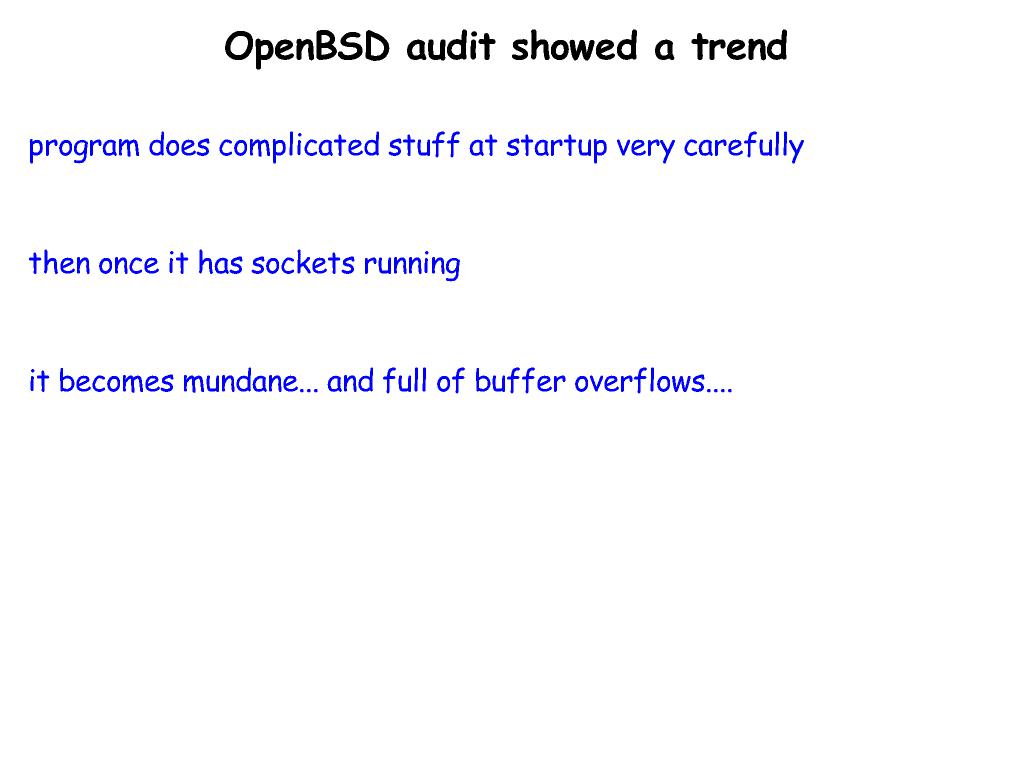 OpenBSD audit showed a trend
program does complicated stuff at startup very carefully
then once it has sockets running
it becomes mundane... and full of buffer overflows....